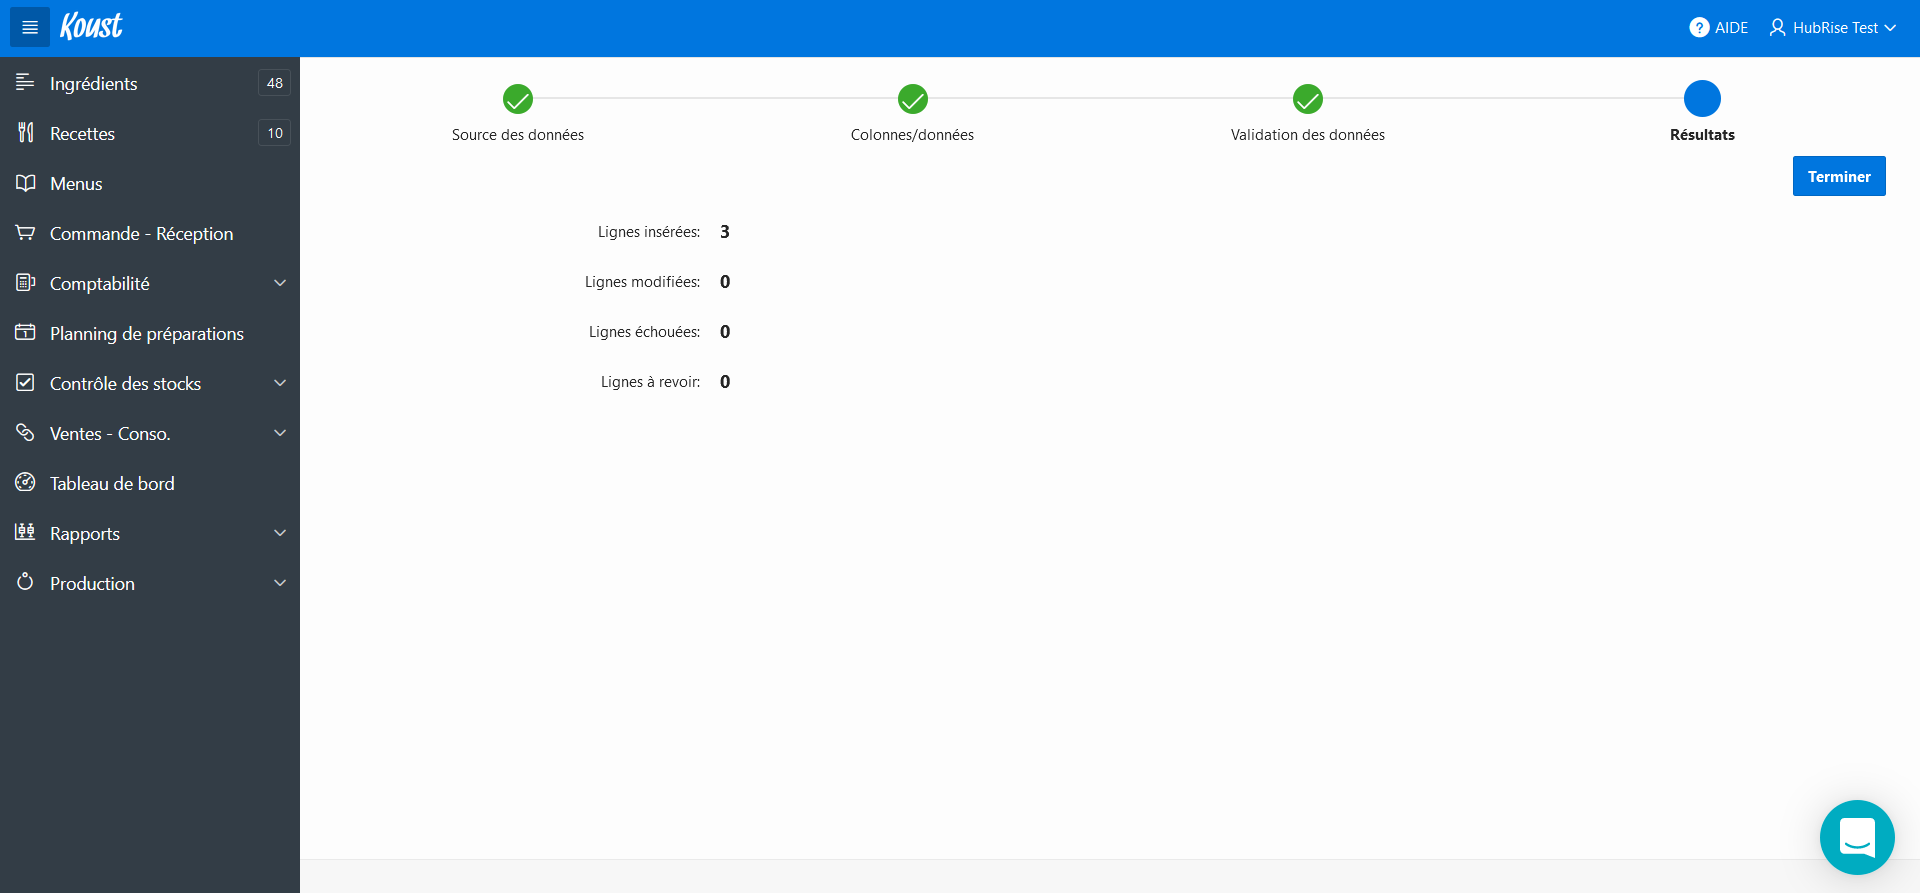 Koust
? AIDE
HubRise Test
Ingrédients 48
Recettes 10
Menus
Commande - Réception
Comptabilité
Planning de préparations
1
Contrôle des stocks
Ventes - Conso.
Tableau de bord
Rapports
Production
Source des données
Colonnes/données
Validation des données
Résultats
Terminer
Lignes insérées: 3
Lignes modifiées: 0
Lignes échouées: 0
Lignes à revoir: 0